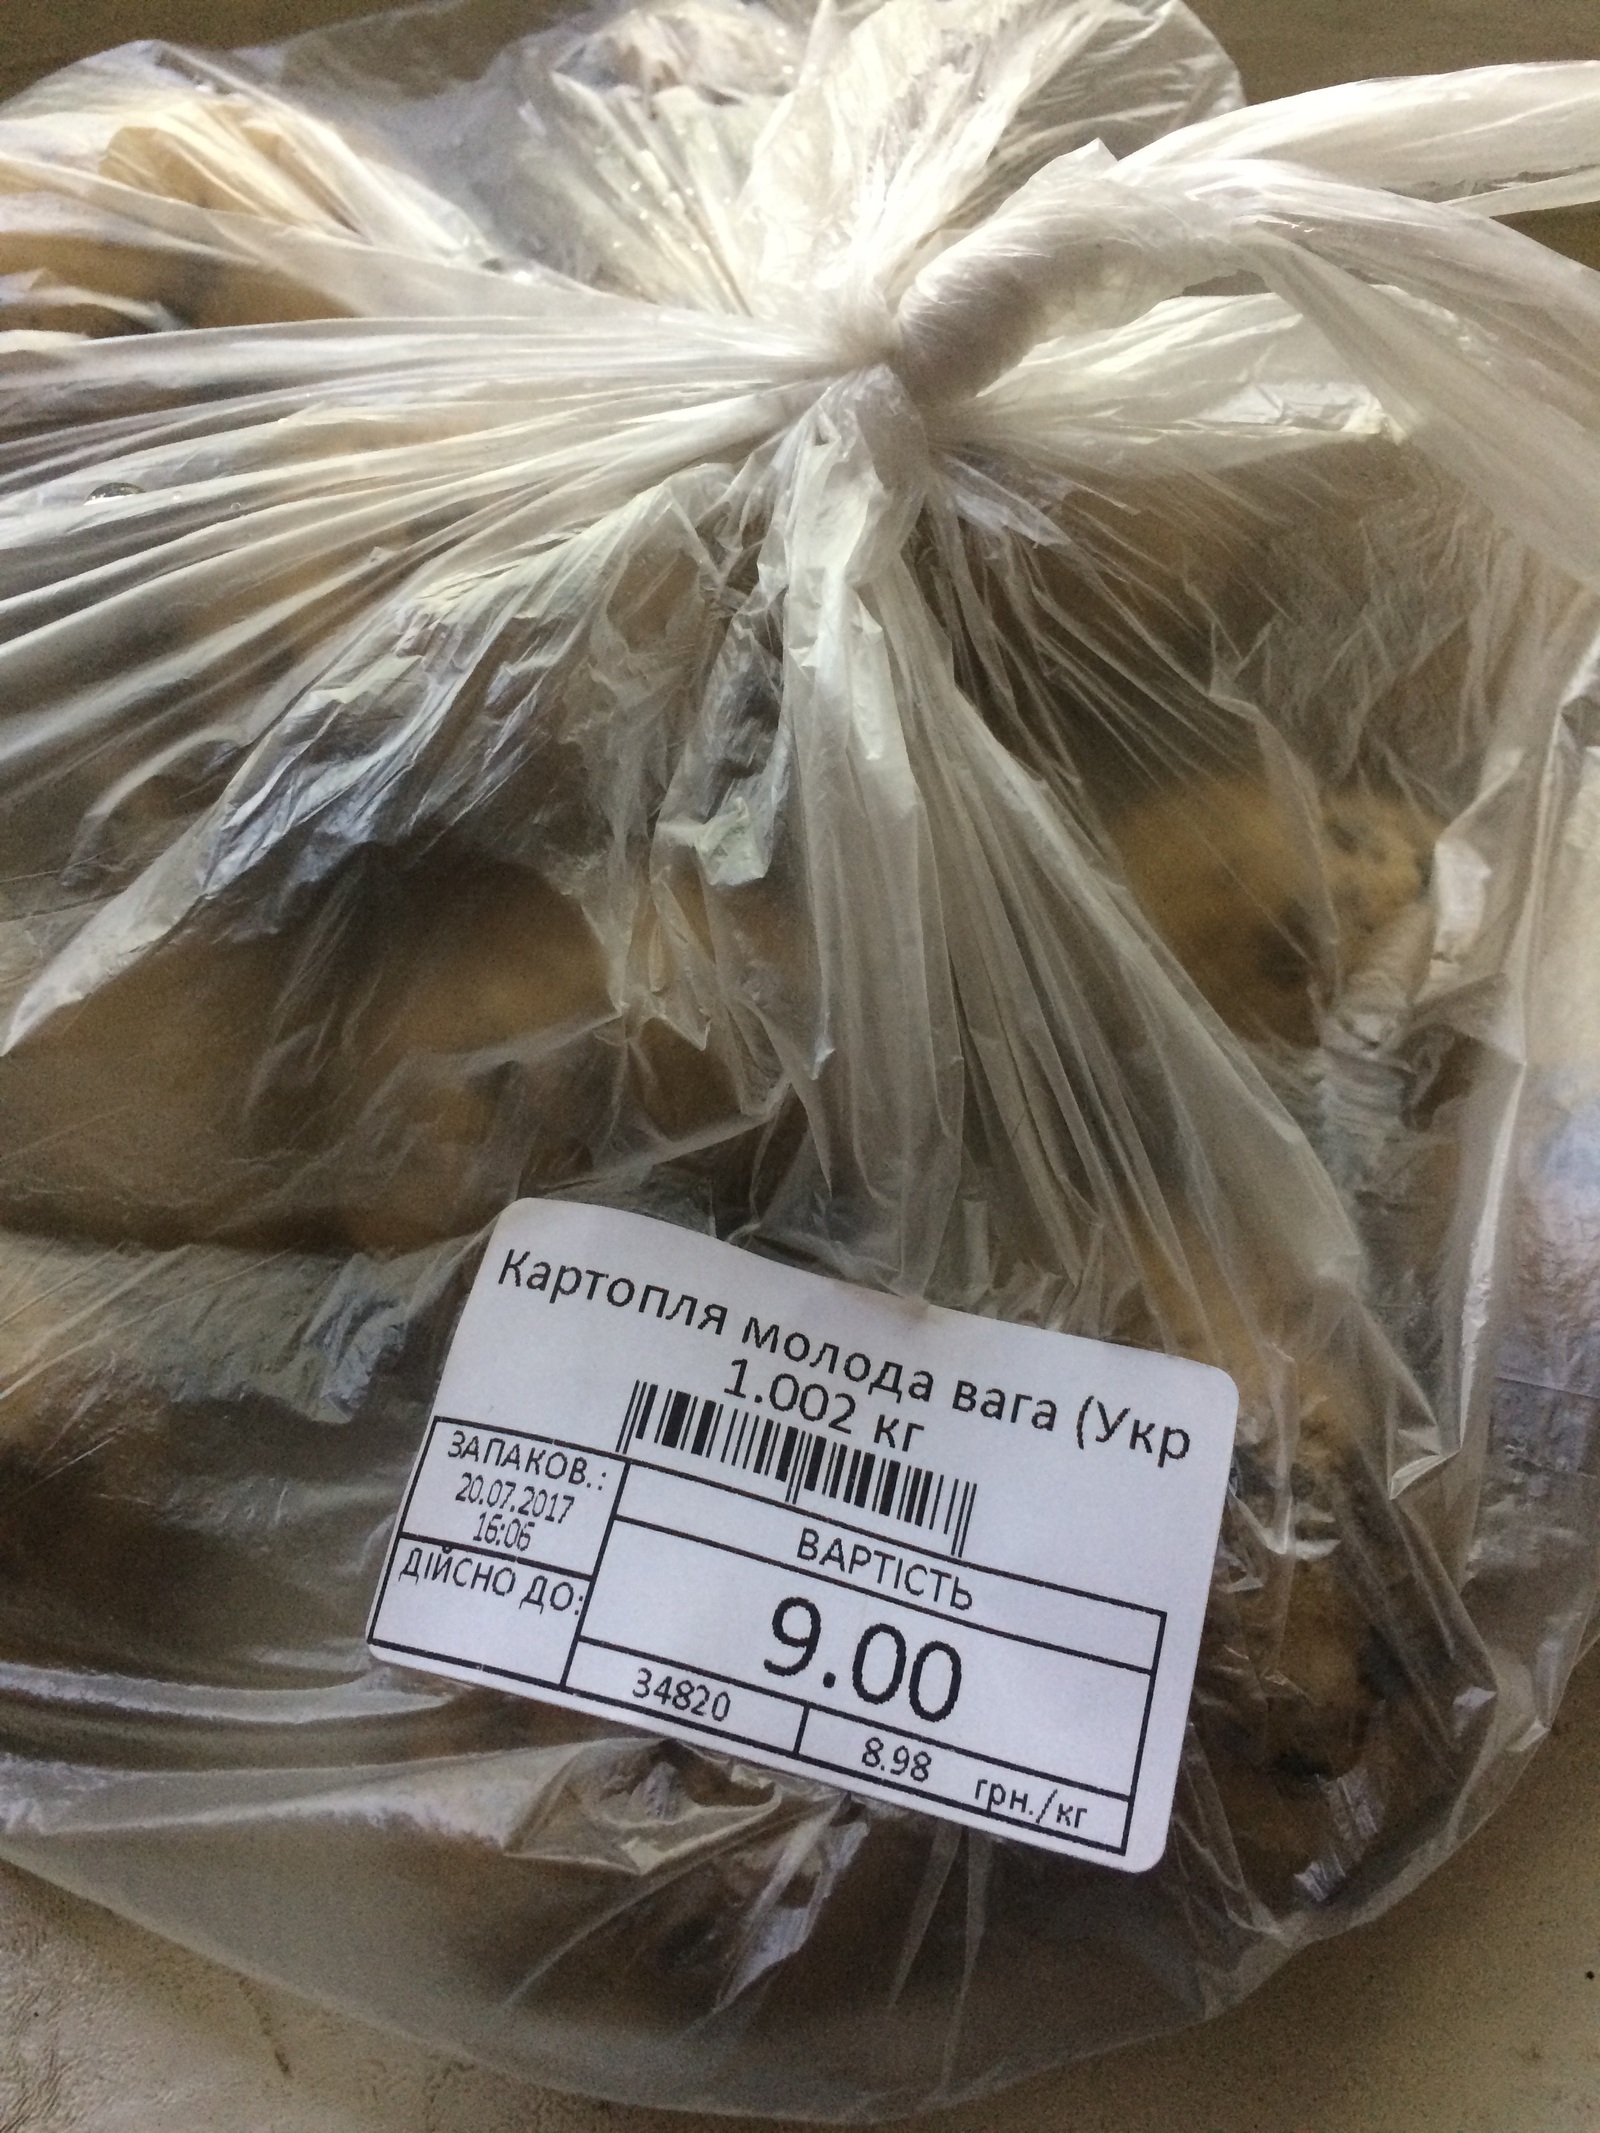 Картопля молода вага (Укр
1.002 кг
ЗАПАКОВ.:
20.07.2017
16:06
ДІЙСНО ДО:
ВАРТІСТЬ
9.00
34820
8.98 грн./кг